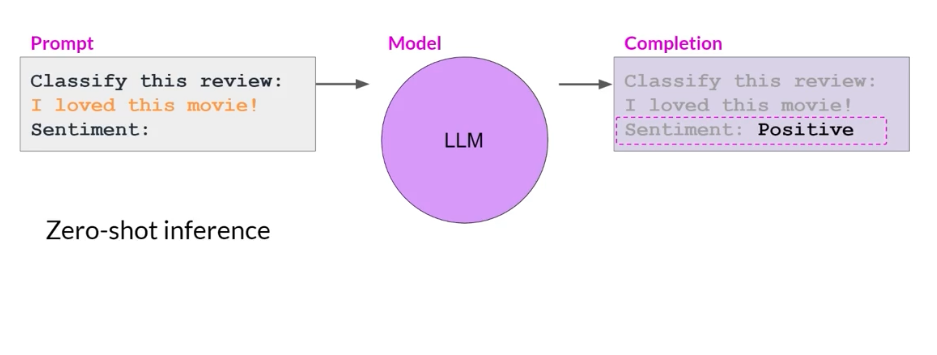 Prompt
Classify this review:
I loved this movie!
Sentiment:
Model
LLM
Completion
Classify this review:
I loved this movie!
Sentiment: Positive
Zero-shot inference